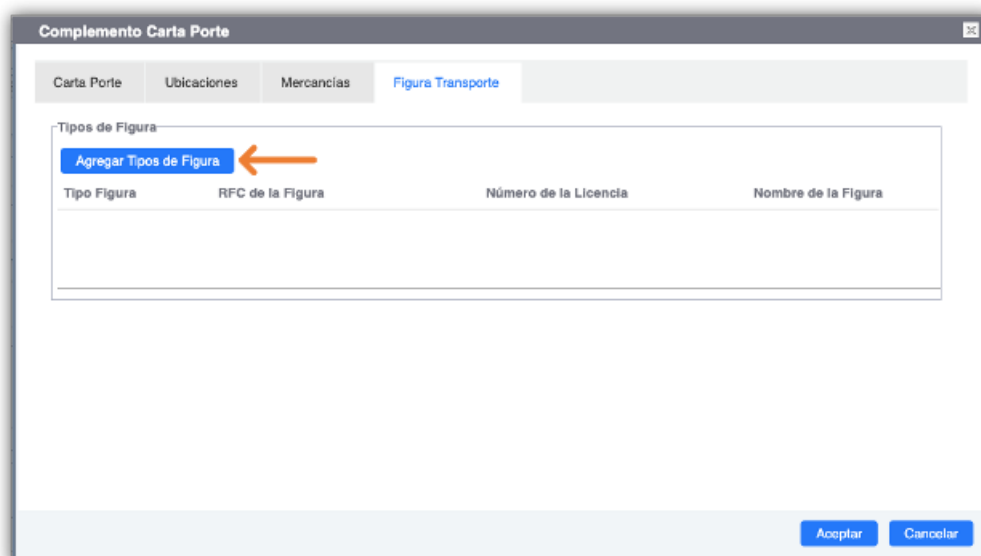 Complemento Carta Porte
Carta Porte Ubicaciones Mercancías Figura Transporte
Tipos de Figura
Agregar Tipos de Figura
Tipo Figura RFC de la Figura Número de la Licencia Nombre de la Figura
Aceptar Cancelar